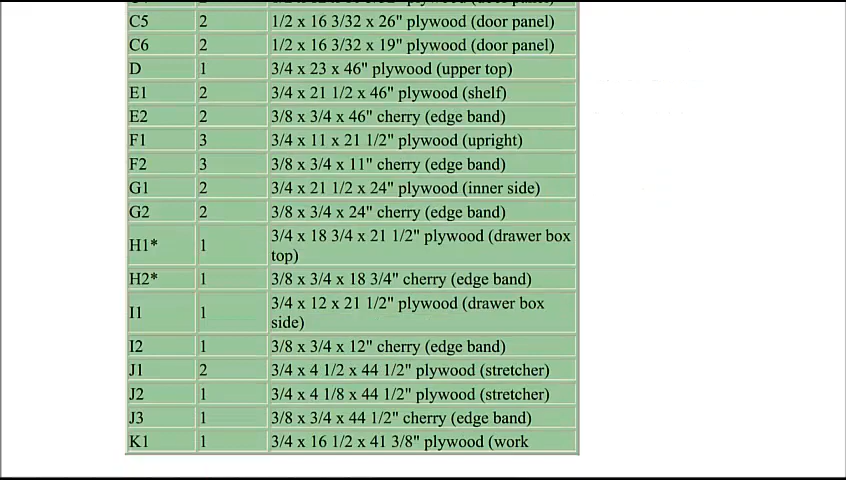 C5 2 1/2 x 16 3/32 x 26" plywood (door panel)
C6 2 1/2 x 16 3/32 x 19" plywood (door panel)
D 1 3/4 x 23 x 46" plywood (upper top)
E1 2 3/4 x 21 1/2 x 46" plywood (shelf)
E2 2 3/8 x 3/4 x 46" cherry (edge band)
F1 3 3/4 x 11 x 21 1/2" plywood (upright)
F2 3 3/8 x 3/4 x 11" cherry (edge band)
G1 2 3/4 x 21 1/2 x 24" plywood (inner side)
G2 2 3/8 x 3/4 x 24" cherry (edge band)
H1* 1 3/4 x 18 3/4 x 21 1/2" plywood (drawer box
top)
H2* 1 3/8 x 3/4 x 18 3/4" cherry (edge band)
I1 1 3/4 x 12 x 21 1/2" plywood (drawer box
side)
I2 1 3/8 x 3/4 x 12" cherry (edge band)
J1 2 3/4 x 4 1/2 x 44 1/2" plywood (stretcher)
J2 1 3/4 x 4 1/8 x 44 1/2" plywood (stretcher)
J3 1 3/8 x 3/4 x 44 1/2" cherry (edge band)
K1 1 3/4 x 16 1/2 x 41 3/8" plywood (work